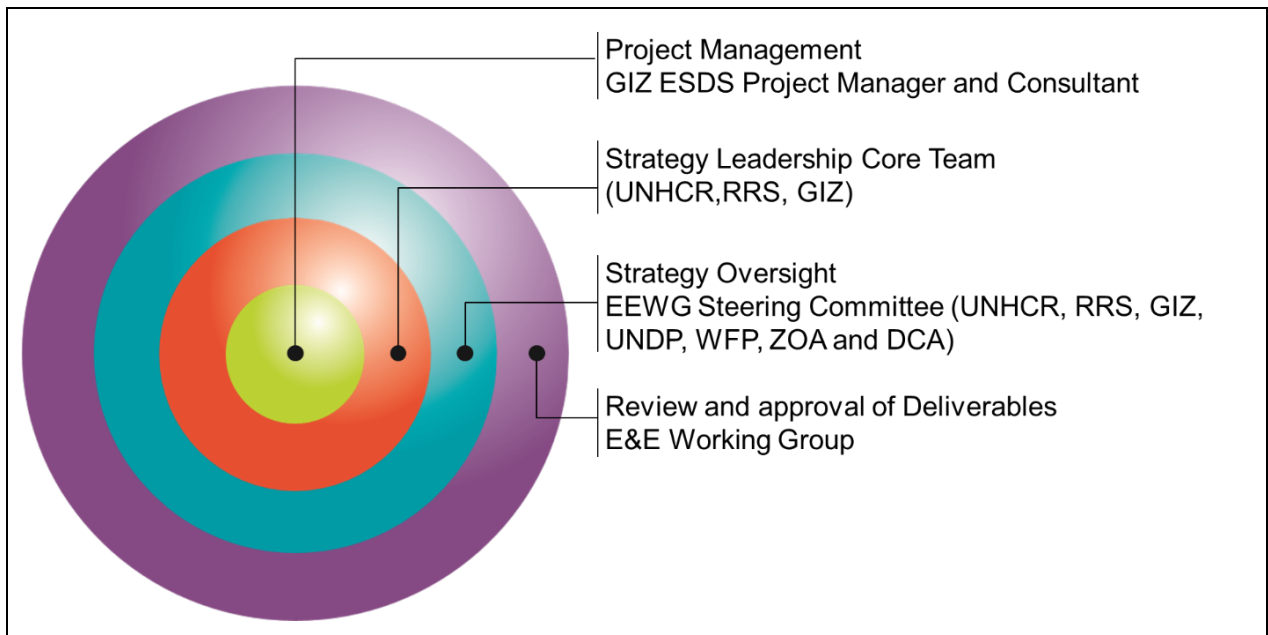 Project Management
GIZ ESDS Project Manager and Consultant
Strategy Leadership Core Team
(UNHCR,RRS, GIZ)
Strategy Oversight
EEWG Steering Committee (UNHCR, RRS, GIZ,
UNDP, WFP, ZOA and DCA)
Review and approval of Deliverables
E&E Working Group